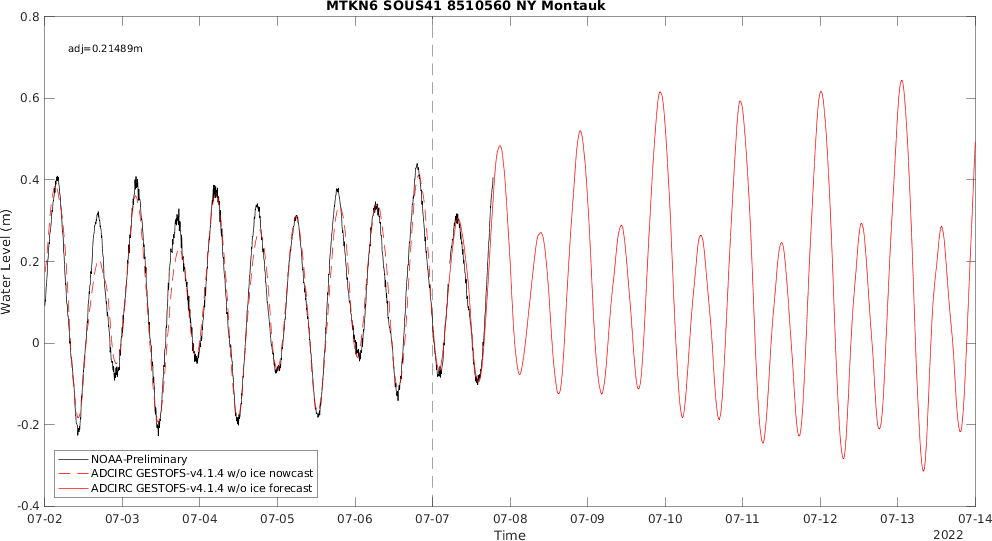 MTKN6 SOUS41 8510560 NY Montauk
0.8
adj=0.21489m
0.6
0.4
0.2
0
-0.2
-0.4
Water Level (m)
NOAA-Preliminary
ADCIRC GESTOFS-v4.1.4 w/o ice nowcast
ADCIRC GESTOFS-v4.1.4 w/o ice forecast
07-02 07-03 07-04 07-05 07-06 07-07 07-08 07-09 07-10 07-11 07-12 07-13 07-14
Time
2022